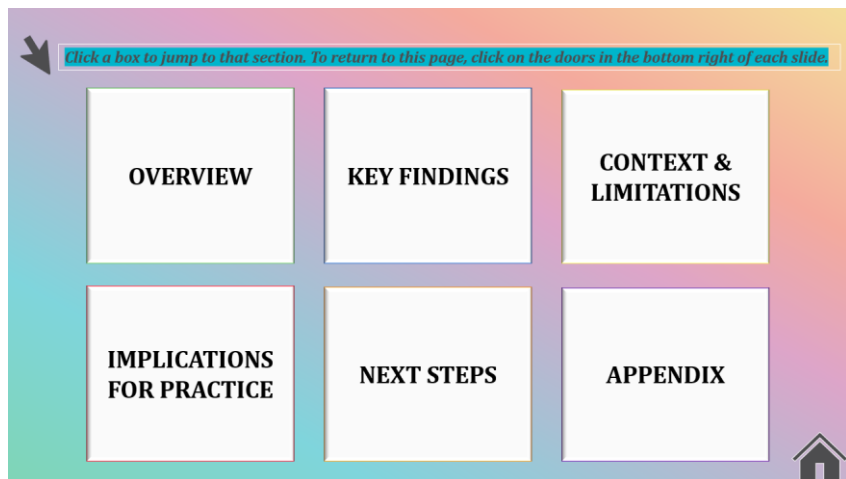 Click a box to jump to that section. To return to this page, click on the doors in the bottom right of each slide.
OVERVIEW
KEY FINDINGS
CONTEXT &
LIMITATIONS
IMPLICATIONS
FOR PRACTICE
NEXT STEPS
APPENDIX